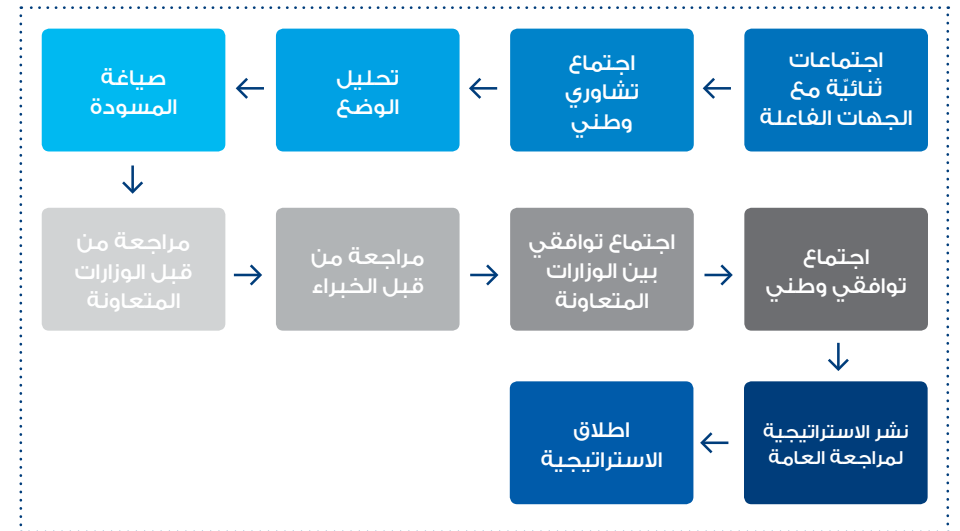 اجتماعات
ثنائيّة مع
الجهات الفاعلة
اجتماع
تشاوري
وطني
تحليل
الوضع
صياغة
المسودة
مراجعة من
قبل الوزارات
المتعاونة
مراجعة من
قبل الخبراء
اجتماع توافقي
بين الوزارات
المتعاونة
اجتماع
توافقي وطني
نشر الاستراتيجية
لمراجعة العامة
اطلاق
الاستراتيجية